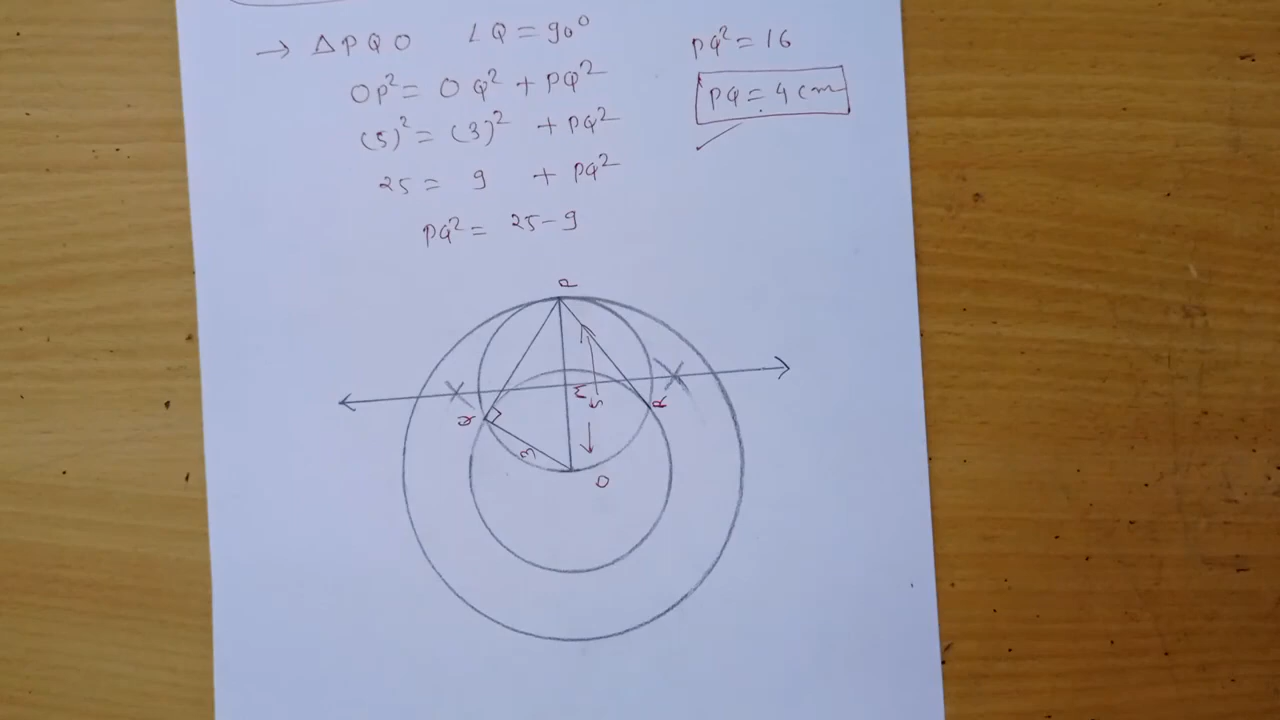 → △PQO ∠Q = 90°
OP² = OQ² + PQ²
(5)² = (3)² + PQ²
25 = 9 + PQ²
PQ² = 25 - 9
PQ² = 16
PQ = 4 cm
P
M
5
Q
R
3
O